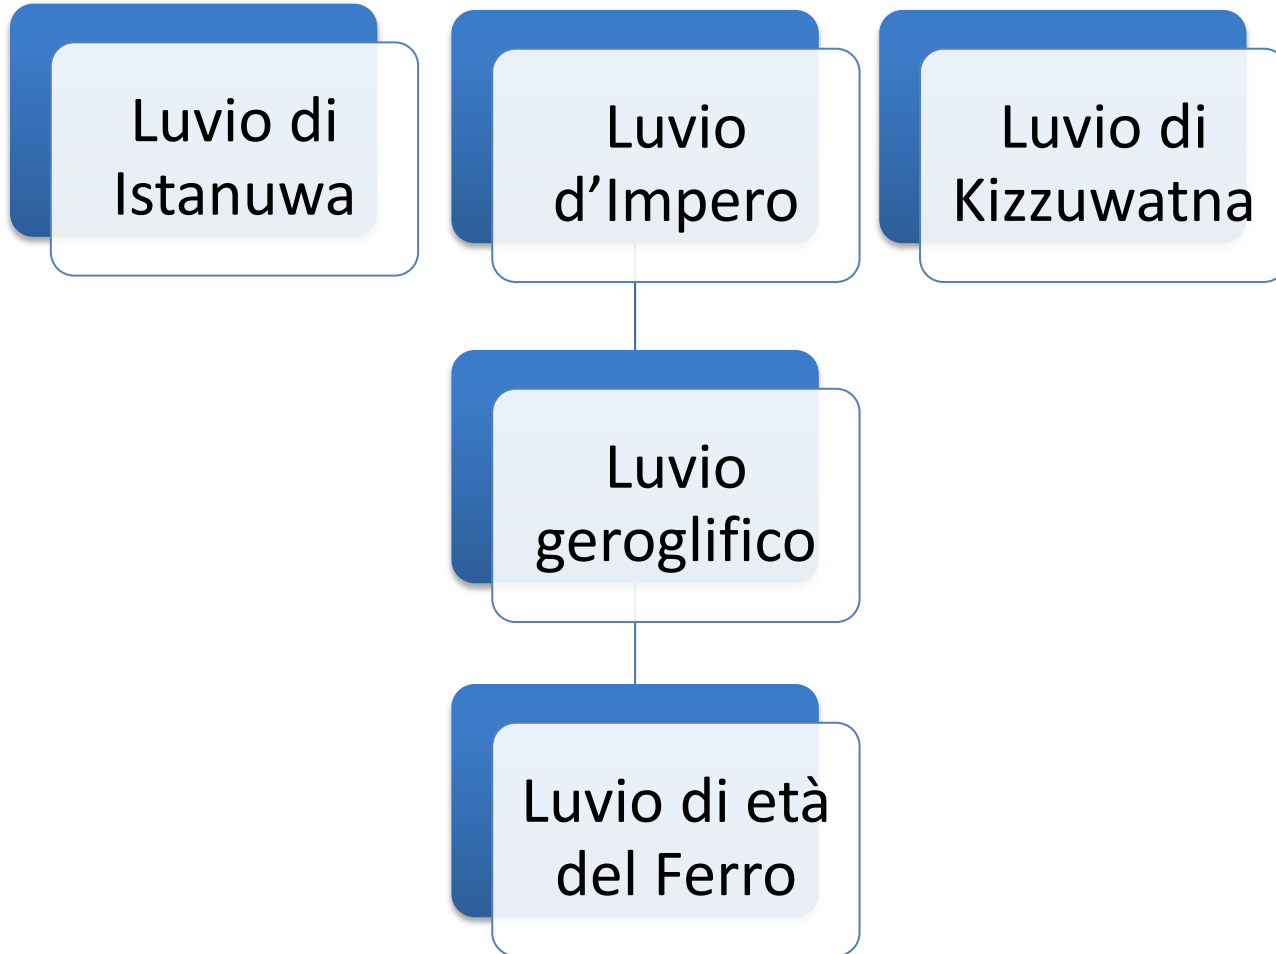 Luvio di
Istanuwa
Luvio
d’Impero
Luvio di
Kizzuwatna
Luvio
geroglifico
Luvio di età
del Ferro